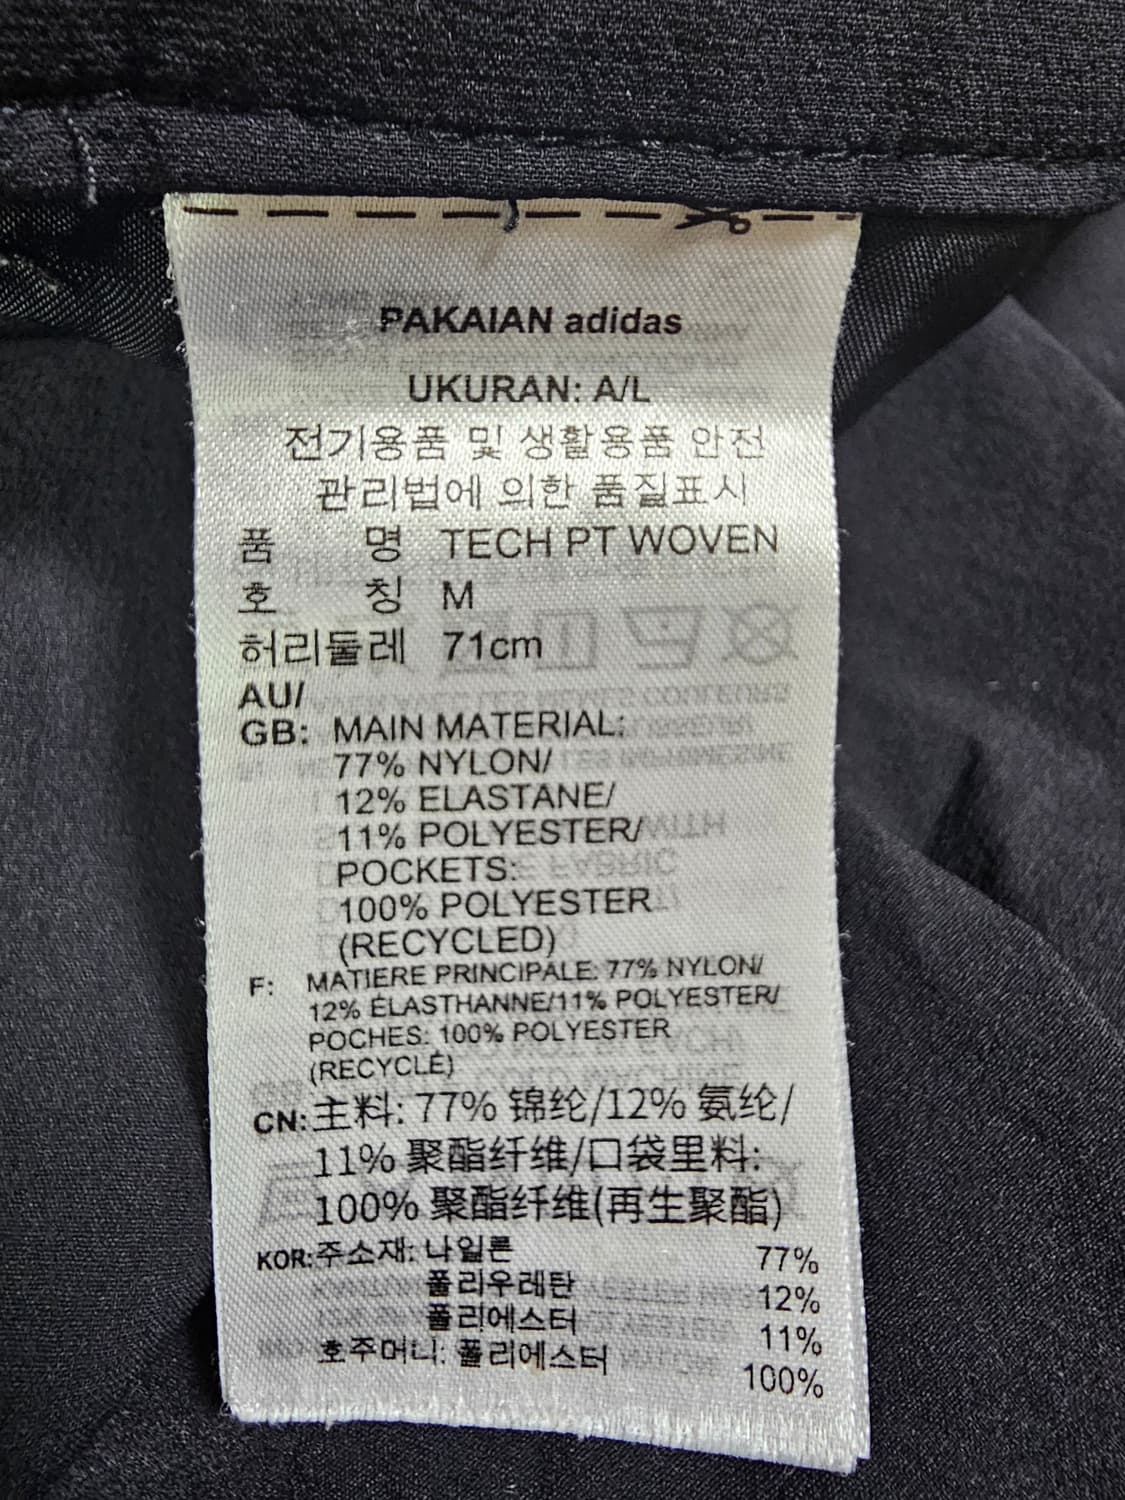 PAKAIAN adidas
UKURAN: A/L
전기용품 및 생활용품 안전
관리법에 의한 품질표시
품 명 TECH PT WOVEN
호 칭 M
허리둘레 71cm
AU/
GB: MAIN MATERIAL:
77% NYLON/
12% ELASTANE/
11% POLYESTER/
POCKETS:
100% POLYESTER
(RECYCLED)
F: MATIERE PRINCIPALE: 77% NYLON/
12% ÉLASTHANNE/11% POLYESTER/
POCHES: 100% POLYESTER
(RECYCLÉ)
CN: 主料: 77% 锦纶/12% 氨纶/
11% 聚酯纤维/口袋里料:
100% 聚酯纤维(再生聚酯)
KOR: 주소재: 나일론 77%
폴리우레탄 12%
폴리에스터 11%
호주머니: 폴리에스터 100%